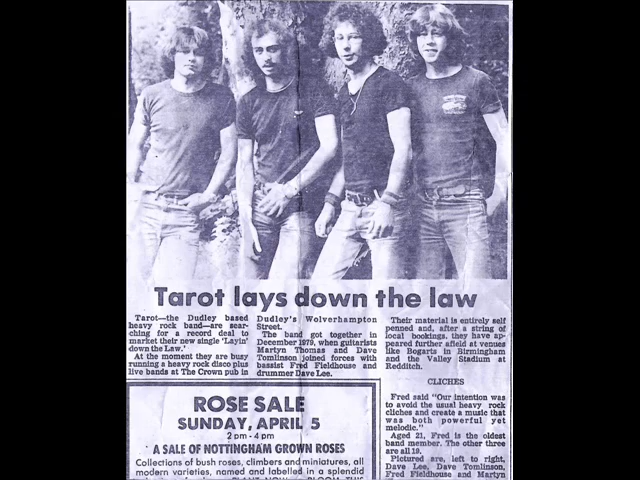 Tarot lays down the law
Tarot—the Dudley based
heavy rock band—are sear-
ching for a record deal to
market their new single 'Layin'
down the Law.'
At the moment they are busy
running a heavy rock disco plus
live bands at The Crown pub in
Dudley's Wolverhampton
Street.
The band got together in
December 1979, when guitarists
Martyn Thomas and Dave
Tomlinson joined forces with
bassist Fred Fieldhouse and
drummer Dave Lee.
Their material is entirely self
penned and, after a string of
local bookings, they have ap-
peared further afield at venues
like Bogarts in Birmingham
and the Valley Stadium at
Redditch.
CLICHES
Fred said "Our intention was
to avoid the usual heavy rock
cliches and create a music that
was both powerful yet
melodic."
Aged 21, Fred is the oldest
band member. The other three
are all 19.
Pictured are, left to right,
Dave Lee, Dave Tomlinson,
Fred Fieldhouse and Martyn
ROSE SALE
SUNDAY, APRIL 5
2 pm - 4 pm
A SALE OF NOTTINGHAM GROWN ROSES
Collections of bush roses, climbers and miniatures, all
modern varieties, named and labelled in a splendid